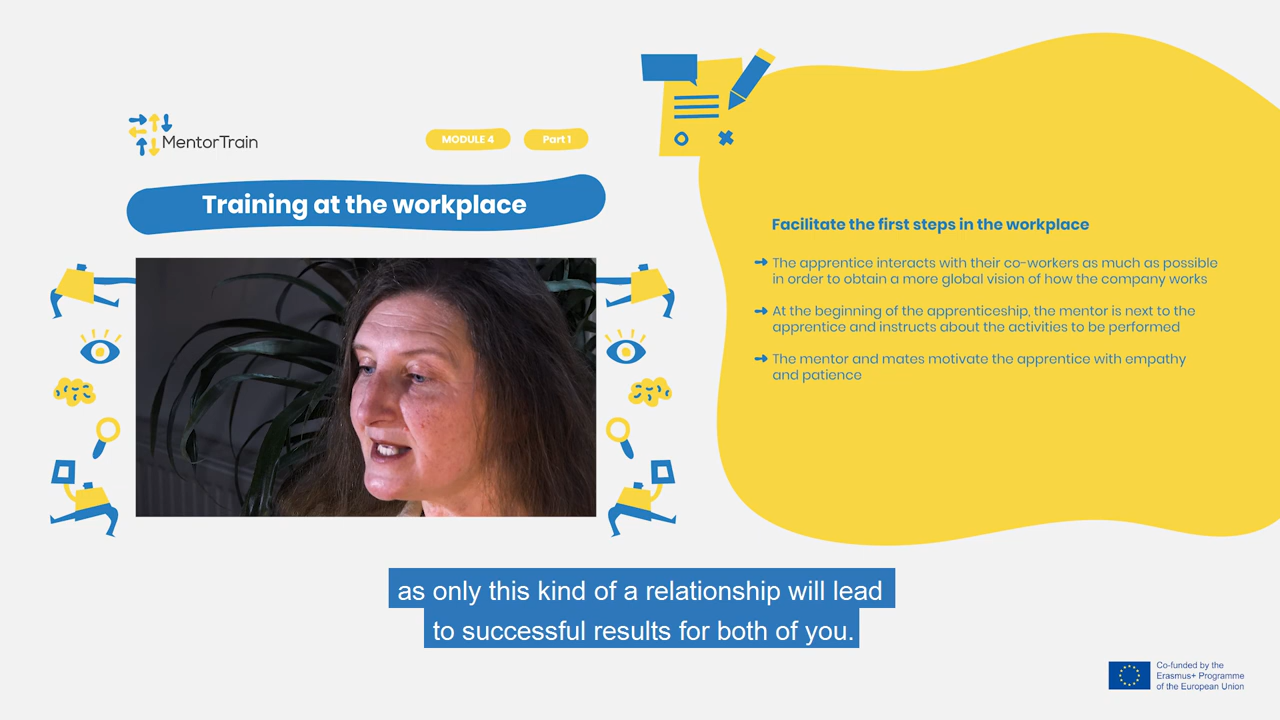 MentorTrain
MODULE 4
Part 1
Training at the workplace
Facilitate the first steps in the workplace
The apprentice interacts with their co-workers as much as possible
in order to obtain a more global vision of how the company works
At the beginning of the apprenticeship, the mentor is next to the
apprentice and instructs about the activities to be performed
The mentor and mates motivate the apprentice with empathy
and patience
as only this kind of a relationship will lead
to successful results for both of you.
Co-funded by the
Erasmus+ Programme
of the European Union